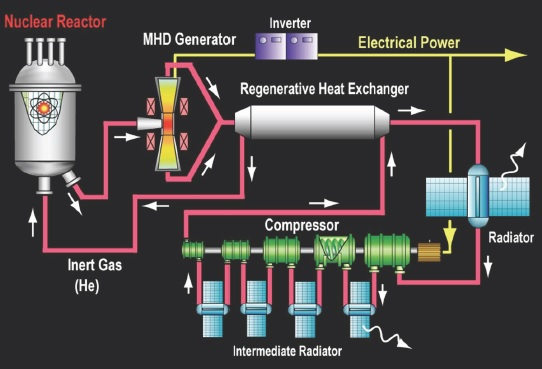 Nuclear Reactor
Inverter
MHD Generator
Electrical Power
Regenerative Heat Exchanger
Compressor
Radiator
Inert Gas
(He)
Intermediate Radiator